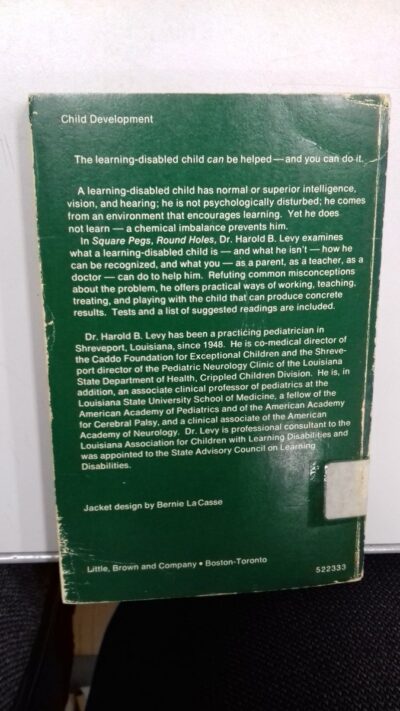 Child Development
The learning-disabled child can be helped — and you can do it.
A learning-disabled child has normal or superior intelligence,
vision, and hearing; he is not psychologically disturbed; he comes
from an environment that encourages learning. Yet he does
not learn — a chemical imbalance prevents him.
In Square Pegs, Round Holes, Dr. Harold B. Levy examines
what a learning-disabled child is — and what he isn't — how he
can be recognized, and what you — as a parent, as a teacher, as a
doctor — can do to help him. Refuting common misconceptions
about the problem, he offers practical ways of working, teaching,
treating, and playing with the child that can produce concrete
results. Tests and a list of suggested readings are included.
Dr. Harold B. Levy has been a practicing pediatrician in
Shreveport, Louisiana, since 1948. He is co-medical director of
the Caddo Foundation for Exceptional Children and the Shreve-
port director of the Pediatric Neurology Clinic of the Louisiana
State Department of Health, Crippled Children Division. He is, in
addition, an associate clinical professor of pediatrics at the
Louisiana State University School of Medicine, a fellow of the
American Academy of Pediatrics and of the American Academy
for Cerebral Palsy, and a clinical associate of the American
Academy of Neurology. Dr. Levy is professional consultant to the
Louisiana Association for Children with Learning Disabilities and
was appointed to the State Advisory Council on Learning
Disabilities.
Jacket design by Bernie LaCasse
Little, Brown and Company • Boston-Toronto
522333